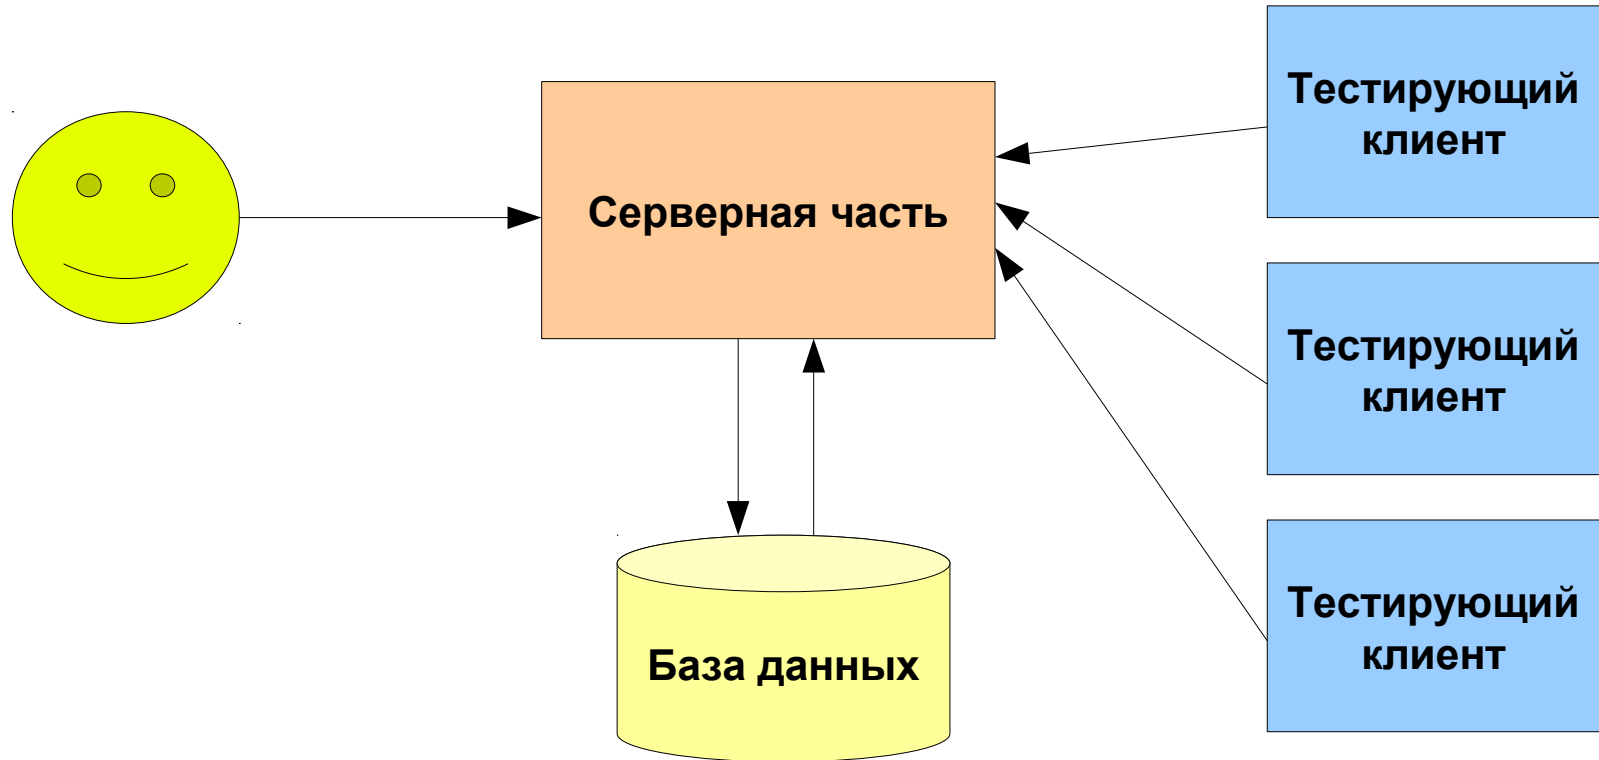 Тестирующий
клиент
Серверная часть
Тестирующий
клиент
Тестирующий
клиент
База данных